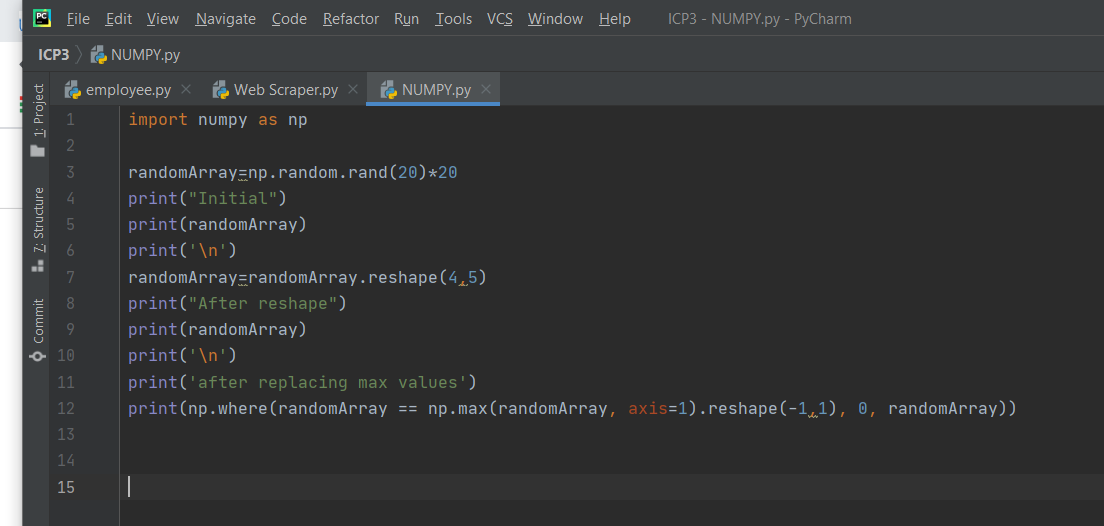 PC File Edit View Navigate Code Refactor Run Tools VCS Window Help ICP3 - NUMPY.py - PyCharm
ICP3 NUMPY.py
employee.py Web Scraper.py NUMPY.py
1: Project
7: Structure
Commit
1 import numpy as np
2
3 randomArray=np.random.rand(20)*20
4 print("Initial")
5 print(randomArray)
6 print('\n')
7 randomArray=randomArray.reshape(4,5)
8 print("After reshape")
9 print(randomArray)
10 print('\n')
11 print('after replacing max values')
12 print(np.where(randomArray == np.max(randomArray, axis=1).reshape(-1,1), 0, randomArray))
13
14
15